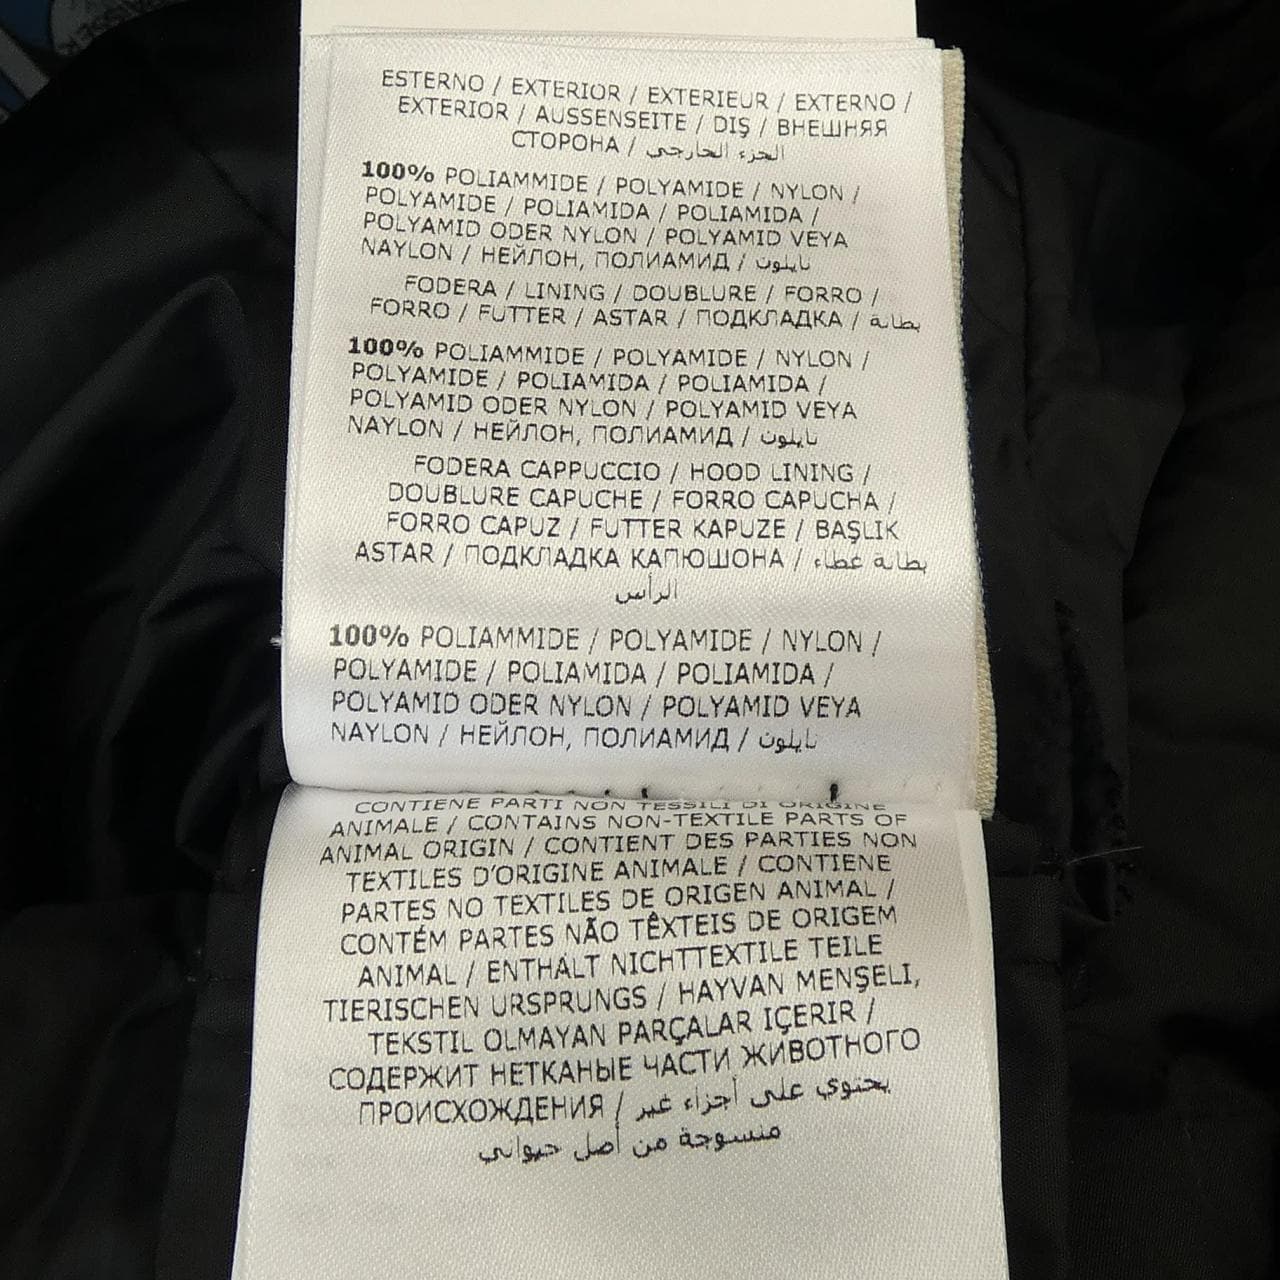 ESTERNO / EXTERIOR / EXTERIEUR / EXTERNO /
EXTERIOR / AUSSENSEITE / DIŞ / ВНЕШНЯЯ
СТОРОНА / الجزء الخارجي
100% POLIAMMIDE / POLYAMIDE / NYLON /
POLYAMIDE / POLIAMIDA / POLIAMIDA /
POLYAMID ODER NYLON / POLYAMID VEYA
NAYLON / НЕЙЛОН, ПОЛИАМИД / نايلون
FODERA / LINING / DOUBLURE / FORRO /
FORRO / FUTTER / ASTAR / ПОДКЛАДКА / بطانة
100% POLIAMMIDE / POLYAMIDE / NYLON /
POLYAMIDE / POLIAMIDA / POLIAMIDA /
POLYAMID ODER NYLON / POLYAMID VEYA
NAYLON / НЕЙЛОН, ПОЛИАМИД / نايلون
FODERA CAPPUCCIO / HOOD LINING /
DOUBLURE CAPUCHE / FORRO CAPUCHA /
FORRO CAPUZ / FUTTER KAPUZE / BAŞLIK
ASTAR / ПОДКЛАДКА КАПЮШОНА / بطانة غطاء
الرأس
100% POLIAMMIDE / POLYAMIDE / NYLON /
POLYAMIDE / POLIAMIDA / POLIAMIDA /
POLYAMID ODER NYLON / POLYAMID VEYA
NAYLON / НЕЙЛОН, ПОЛИАМИД / نايلون
CONTIENE PARTI NON TESSILI DI ORIGINE
ANIMALE / CONTAINS NON-TEXTILE PARTS OF
ANIMAL ORIGIN / CONTIENT DES PARTIES NON
TEXTILES D'ORIGINE ANIMALE / CONTIENE
PARTES NO TEXTILES DE ORIGEN ANIMAL /
CONTÉM PARTES NÃO TÊXTEIS DE ORIGEM
ANIMAL / ENTHALT NICHTTEXTILE TEILE
TIERISCHEN URSPRUNGS / HAYVAN MENŞELI,
TEKSTIL OLMAYAN PARÇALAR IÇERIR /
СОДЕРЖИТ НЕТКАНЫЕ ЧАСТИ ЖИВОТНОГО
ПРОИСХОЖДЕНИЯ / يحتوي على أجزاء غير
منسوجة من أصل حيواني